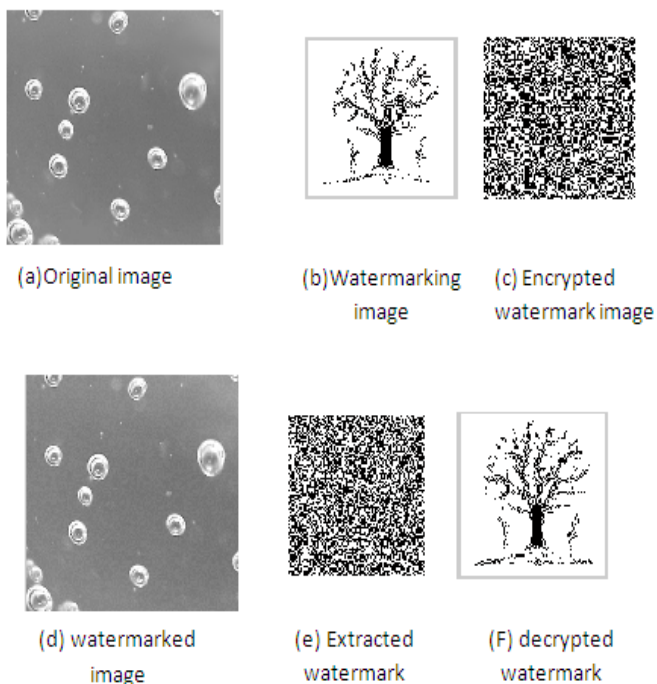 (a)Original image
(b)Watermarking
image
(c) Encrypted
watermark image
(d) watermarked
image
(e) Extracted
watermark
(F) decrypted
watermark